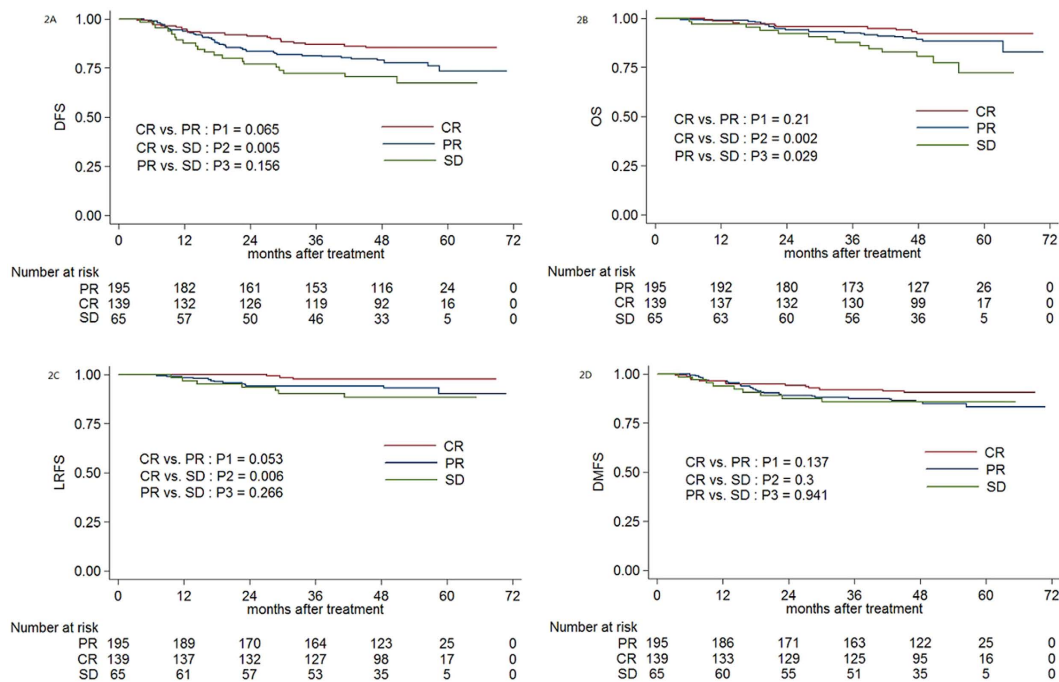 2A
1.00
0.75
0.50
0.25
0.00
DFS
CR vs. PR : P1 = 0.065
CR vs. SD : P2 = 0.005
PR vs. SD : P3 = 0.156
CR
PR
SD
0 12 24 36 48 60 72
months after treatment
Number at risk
PR 195 182 161 153 116 24 0
CR 139 132 126 119 92 16 0
SD 65 57 50 46 33 5 0
2B
1.00
0.75
0.50
0.25
0.00
OS
CR vs. PR : P1 = 0.21
CR vs. SD : P2 = 0.002
PR vs. SD : P3 = 0.029
CR
PR
SD
0 12 24 36 48 60 72
months after treatment
Number at risk
PR 195 192 180 173 127 26 0
CR 139 137 132 130 99 17 0
SD 65 63 60 56 36 5 0
2C
1.00
0.75
0.50
0.25
0.00
LRFS
CR vs. PR : P1 = 0.053
CR vs. SD : P2 = 0.006
PR vs. SD : P3 = 0.266
CR
PR
SD
0 12 24 36 48 60 72
months after treatment
Number at risk
PR 195 189 170 164 123 25 0
CR 139 137 132 127 98 17 0
SD 65 61 57 53 35 5 0
2D
1.00
0.75
0.50
0.25
0.00
DMFS
CR vs. PR : P1 = 0.137
CR vs. SD : P2 = 0.3
PR vs. SD : P3 = 0.941
CR
PR
SD
0 12 24 36 48 60 72
months after treatment
Number at risk
PR 195 186 171 163 122 25 0
CR 139 133 129 125 95 16 0
SD 65 60 55 51 35 5 0